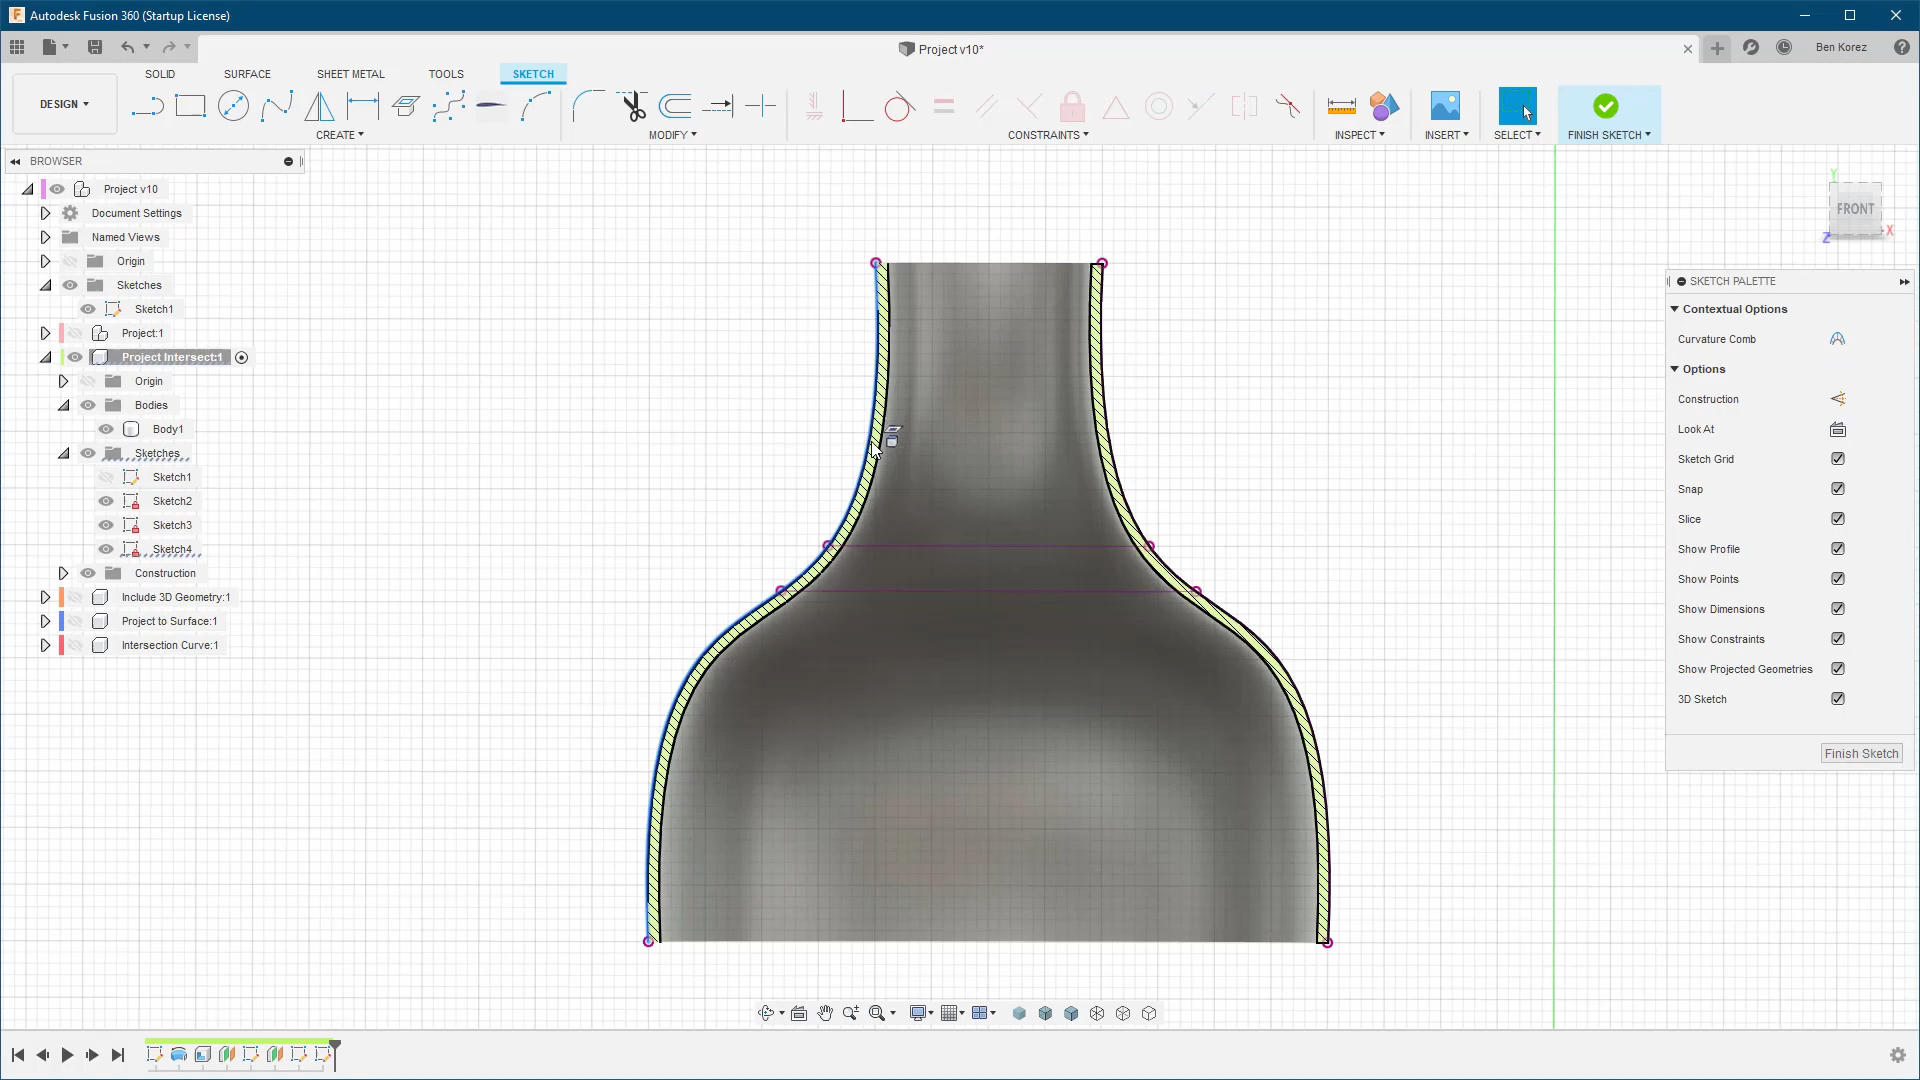 Autodesk Fusion 360 (Startup License)
Project v10*
Ben Korez
SOLID SURFACE SHEET METAL TOOLS SKETCH
DESIGN
CREATE MODIFY CONSTRAINTS INSPECT INSERT SELECT FINISH SKETCH
BROWSER
Project v10
Document Settings
Named Views
Origin
Sketches
Sketch1
Project:1
Project Intersect:1
Origin
Bodies
Body1
Sketches
Sketch1
Sketch2
Sketch3
Sketch4
Construction
Include 3D Geometry:1
Project to Surface:1
Intersection Curve:1
Y
FRONT
Z
X
SKETCH PALETTE
Contextual Options
Curvature Comb
Options
Construction
Look At
Sketch Grid
Snap
Slice
Show Profile
Show Points
Show Dimensions
Show Constraints
Show Projected Geometries
3D Sketch
Finish Sketch